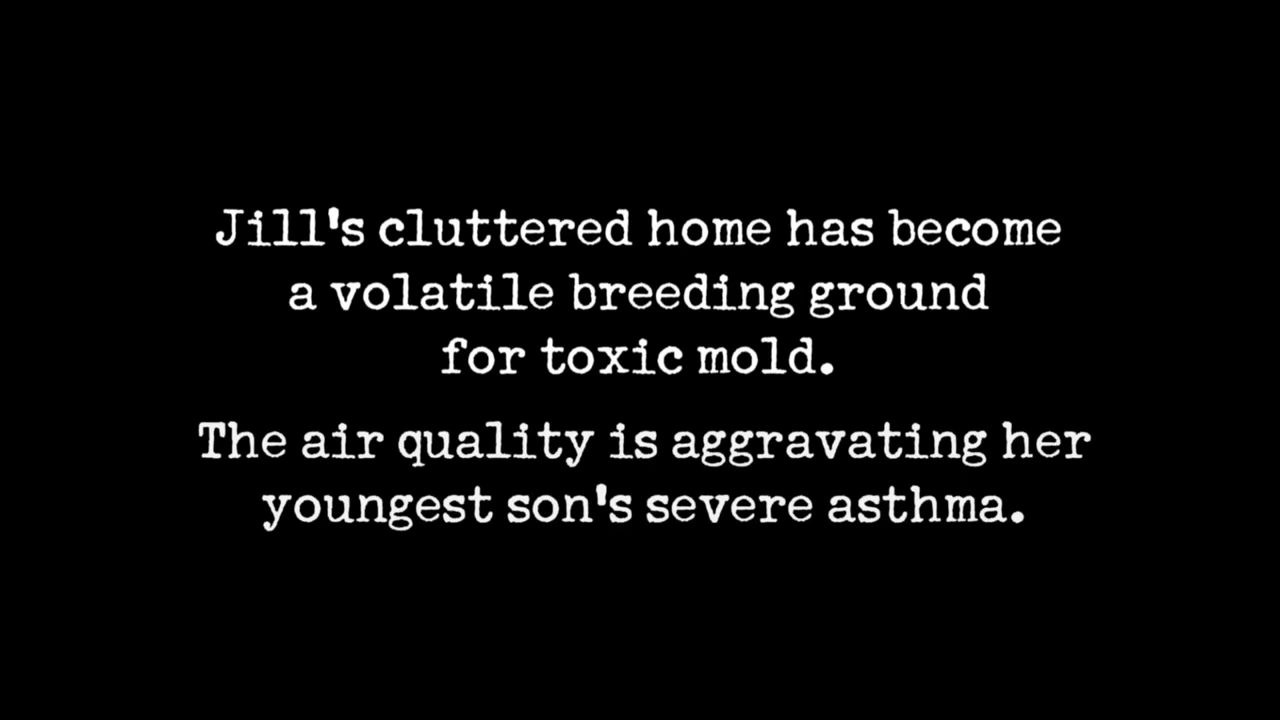 Jill's cluttered home has become
a volatile breeding ground
for toxic mold.
The air quality is aggravating her
youngest son's severe asthma.